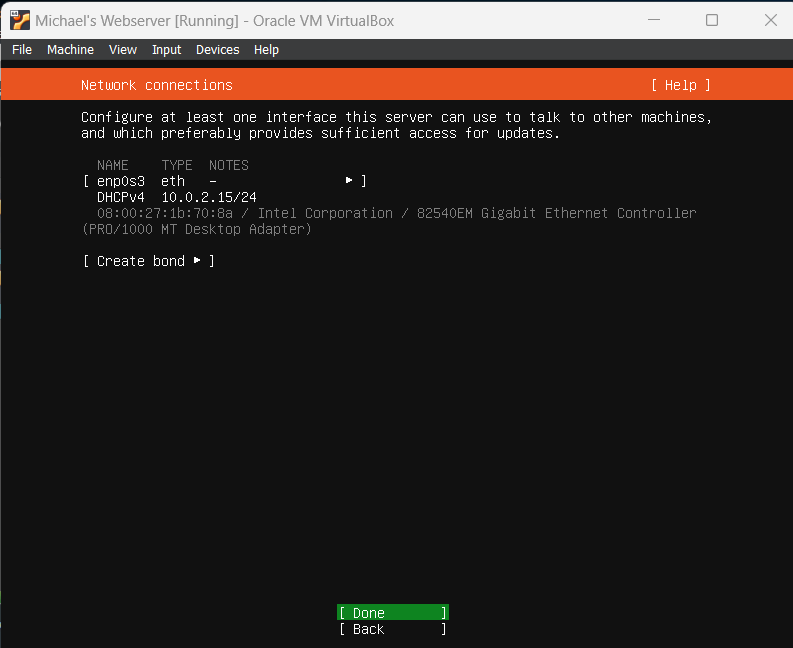 Michael's Webserver [Running] - Oracle VM VirtualBox
File Machine View Input Devices Help
Network connections [ Help ]
Configure at least one interface this server can use to talk to other machines,
and which preferably provides sufficient access for updates.
NAME TYPE NOTES
[ enp0s3 eth - ▸ ]
DHCPv4 10.0.2.15/24
08:00:27:1b:70:8a / Intel Corporation / 82540EM Gigabit Ethernet Controller
(PRO/1000 MT Desktop Adapter)
[ Create bond ▸ ]
[ Done ]
[ Back ]